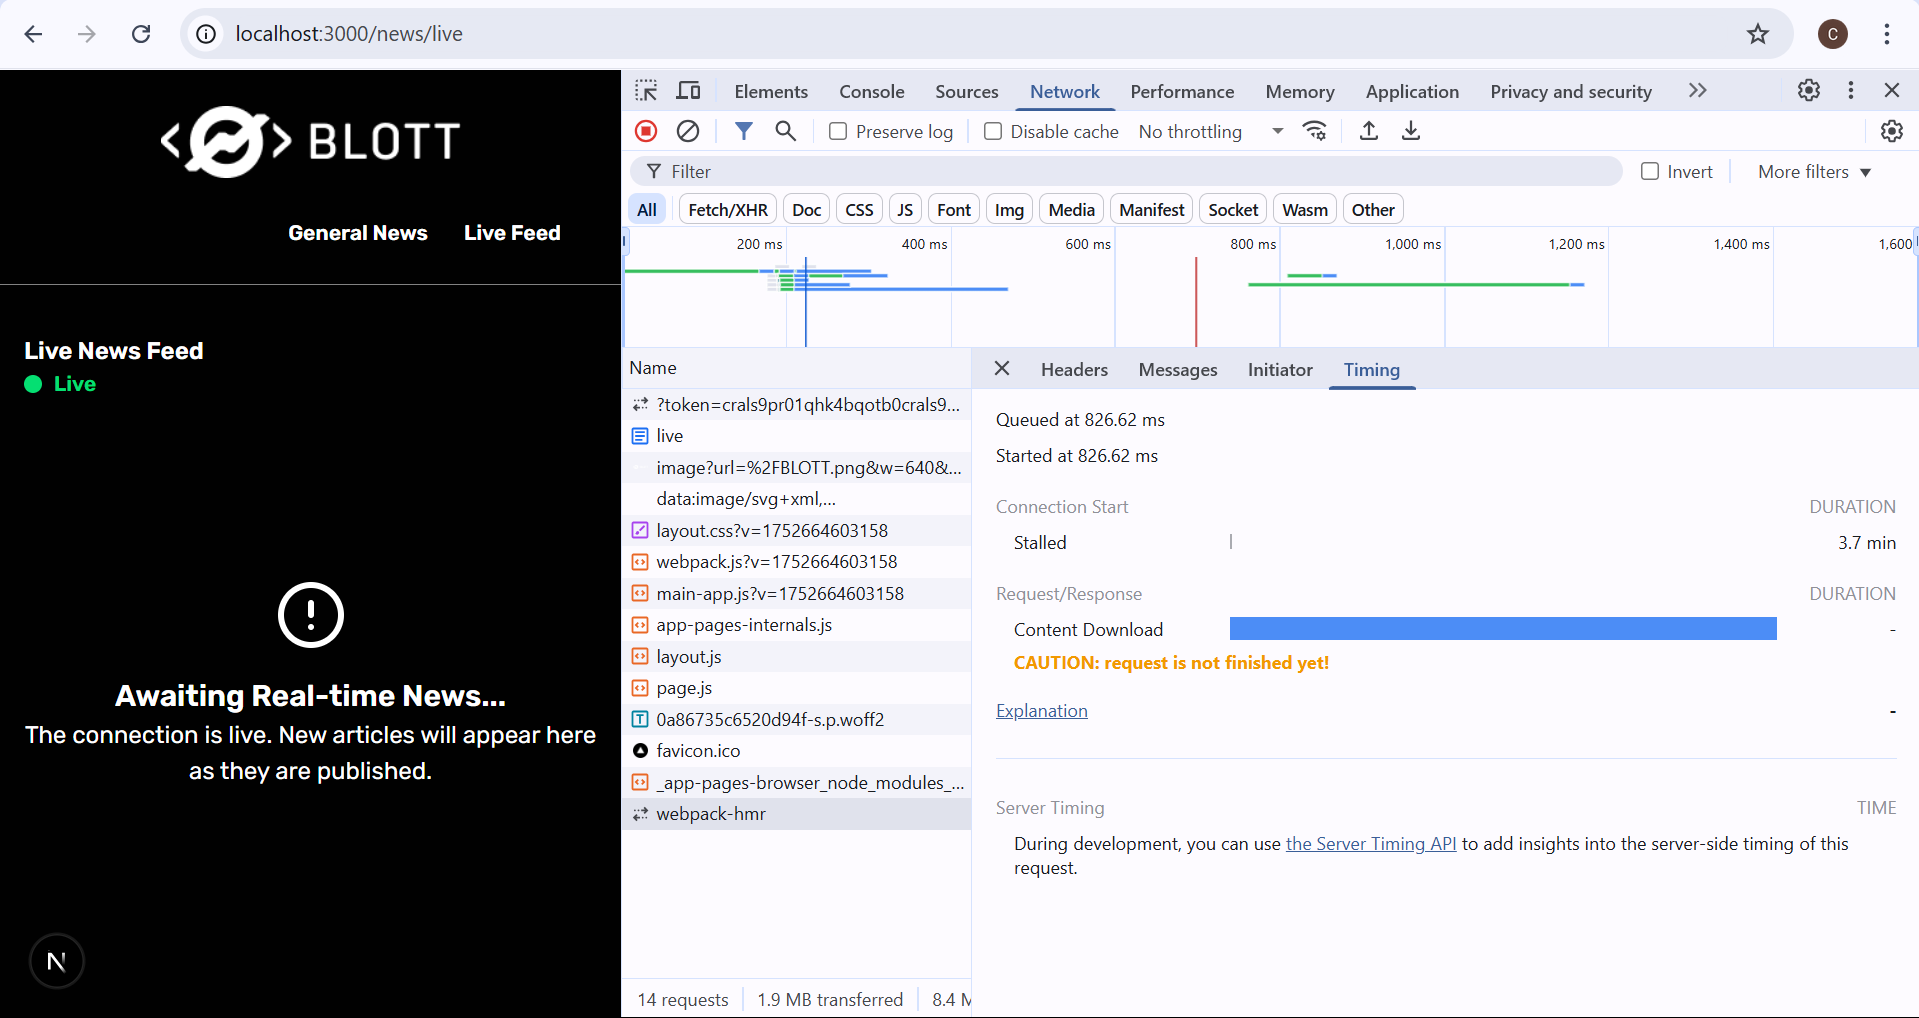 localhost:3000/news/live
C
BLOTT
General News Live Feed
Live News Feed
Live
Awaiting Real-time News...
The connection is live. New articles will appear here
as they are published.
N
Elements Console Sources Network Performance Memory Application Privacy and security
Preserve log Disable cache No throttling
Filter Invert More filters
All Fetch/XHR Doc CSS JS Font Img Media Manifest Socket Wasm Other
200 ms 400 ms 600 ms 800 ms 1,000 ms 1,200 ms 1,400 ms 1,600
Name
?token=crals9pr01qhk4bqotb0crals9...
live
image?url=%2FBLOTT.png&w=640&...
data:image/svg+xml,...
layout.css?v=1752664603158
webpack.js?v=1752664603158
main-app.js?v=1752664603158
app-pages-internals.js
layout.js
page.js
0a86735c6520d94f-s.p.woff2
favicon.ico
_app-pages-browser_node_modules_...
webpack-hmr
14 requests 1.9 MB transferred 8.4 M
Headers Messages Initiator Timing
Queued at 826.62 ms
Started at 826.62 ms
Connection Start DURATION
Stalled 3.7 min
Request/Response DURATION
Content Download -
CAUTION: request is not finished yet!
Explanation -
Server Timing TIME
During development, you can use the Server Timing API to add insights into the server-side timing of this
request.